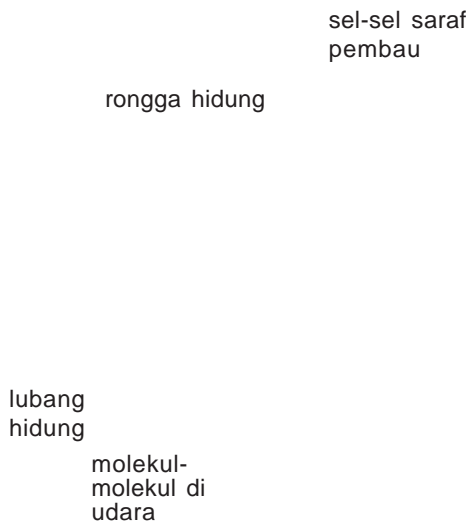 sel-sel saraf
pembau
rongga hidung
lubang
hidung
molekul-
molekul di
udara